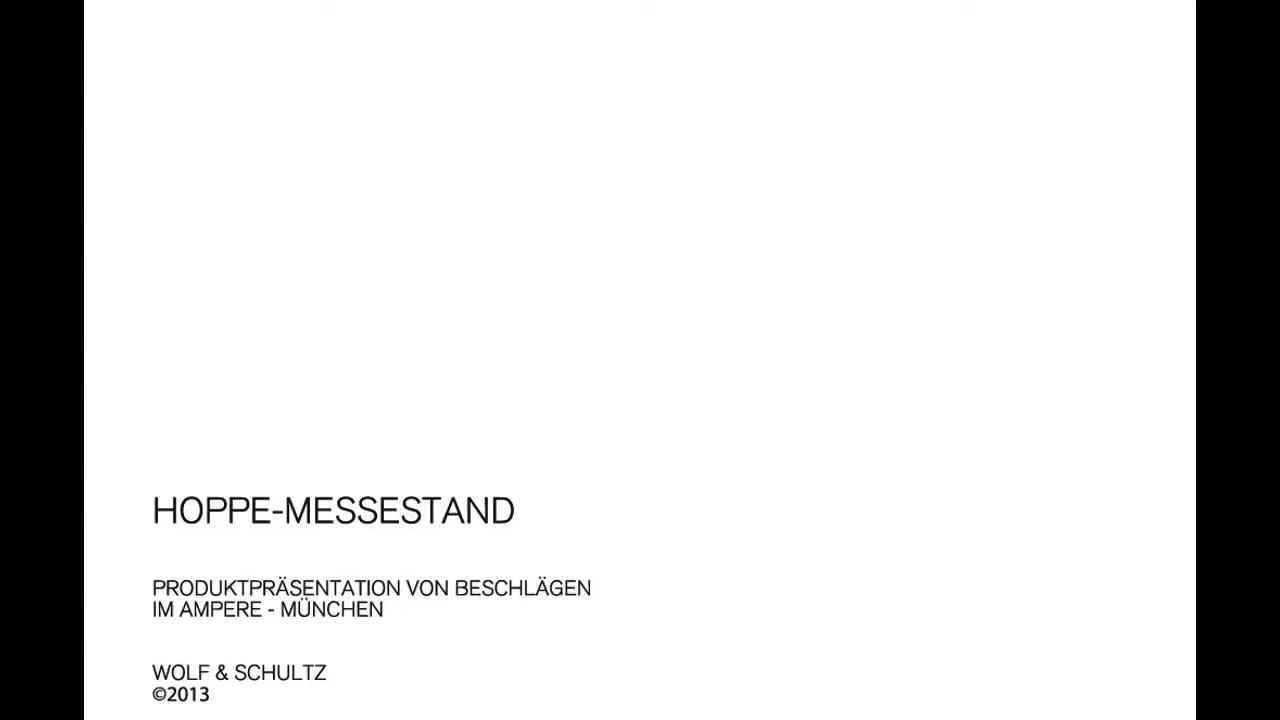 HOPPE-MESSESTAND
PRODUKTPRÄSENTATION VON BESCHLÄGEN
IM AMPERE - MÜNCHEN
WOLF & SCHULTZ
©2013